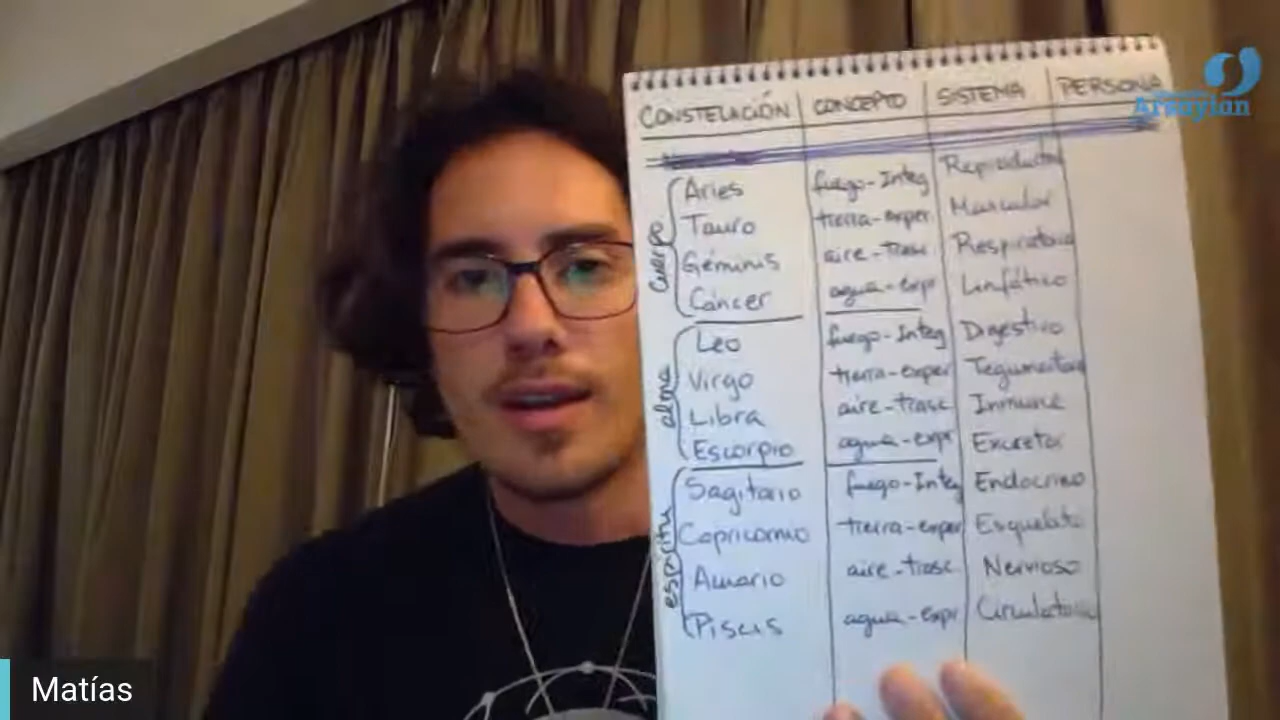 CONSTELACIÓN CONCEPTO SISTEMA PERSONA
Aries fuego-Integ Reproductor
Tauro tierra-exper Muscular
Géminis aire-trasc Respiratorio
Cáncer agua-expr Linfático
cuerpo
Leo fuego-Integ Digestivo
Virgo tierra-exper Tegumentario
Libra aire-trasc Inmune
Escorpio agua-expr Excretor
alma
Sagitario fuego-Integ Endocrino
Capricornio tierra-exper Esqueleto
Acuario aire-trasc Nervioso
Piscis agua-expr Circulatorio
espíritu
Arsayian
Matías